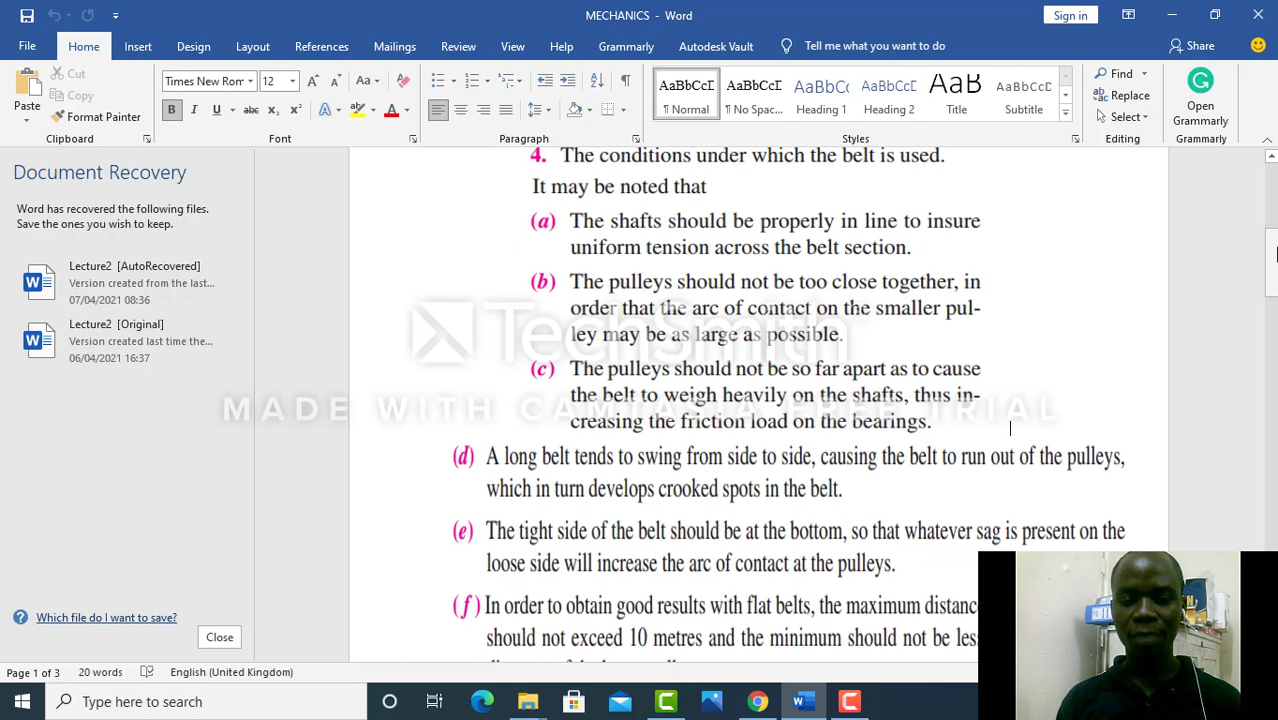 MECHANICS - Word
Sign in
File Home Insert Design Layout References Mailings Review View Help Grammarly Autodesk Vault Tell me what you want to do Share
Paste
Cut
Copy
Format Painter
Clipboard
Times New Rom 12 Aa
B I U abc X₂ X² A A
Font
Paragraph
AaBbCcD AaBbCcD AaBbCc AaBbCcD AaB AaBbCcD
¶ Normal ¶ No Spac... Heading 1 Heading 2 Title Subtitle
Styles
Find
Replace
Select
Editing
Open
Grammarly
Grammarly
Document Recovery
Word has recovered the following files.
Save the ones you wish to keep.
Lecture2 [AutoRecovered]
Version created from the last...
07/04/2021 08:36
Lecture2 [Original]
Version created last time the...
06/04/2021 16:37
Which file do I want to save?
Close
4. The conditions under which the belt is used.
It may be noted that
(a) The shafts should be properly in line to insure
uniform tension across the belt section.
(b) The pulleys should not be too close together, in
order that the arc of contact on the smaller pul-
ley may be as large as possible.
(c) The pulleys should not be so far apart as to cause
the belt to weigh heavily on the shafts, thus in-
creasing the friction load on the bearings.
(d) A long belt tends to swing from side to side, causing the belt to run out of the pulleys,
which in turn develops crooked spots in the belt.
(e) The tight side of the belt should be at the bottom, so that whatever sag is present on the
loose side will increase the arc of contact at the pulleys.
(f) In order to obtain good results with flat belts, the maximum distanc
should not exceed 10 metres and the minimum should not be less
TechSmith
MADE WITH CAMTASIA FREE TRIAL
Page 1 of 3 20 words English (United Kingdom)
Type here to search